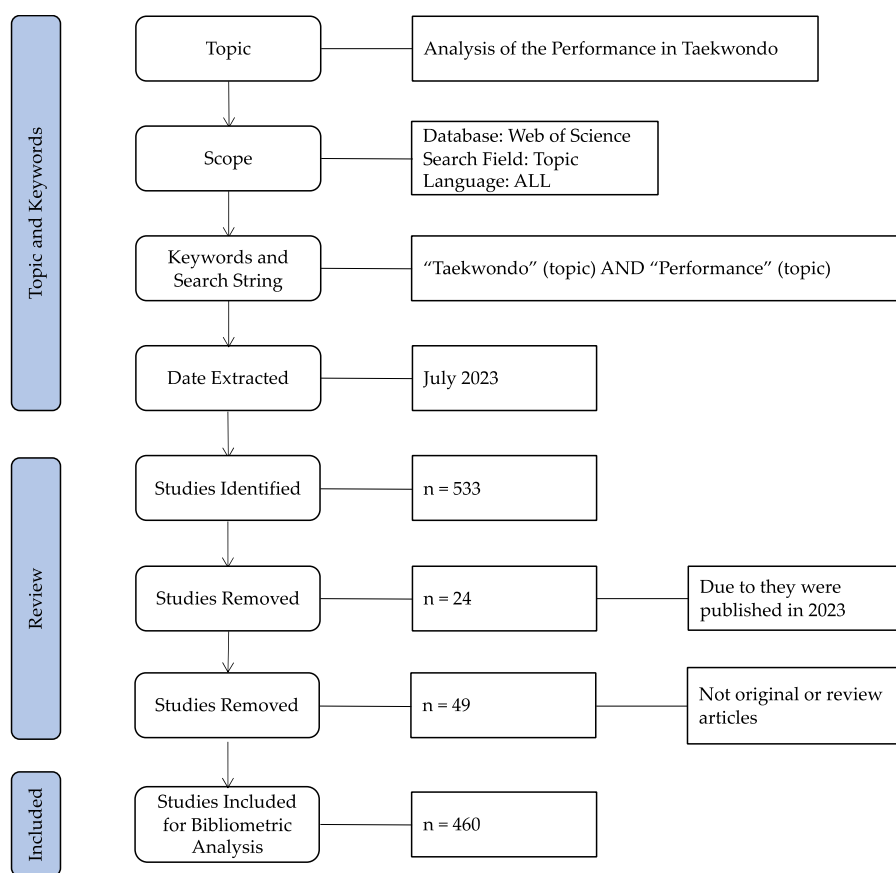 Topic and Keywords
Topic
Analysis of the Performance in Taekwondo
Scope
Database: Web of Science
Search Field: Topic
Language: ALL
Keywords and
Search String
“Taekwondo” (topic) AND “Performance” (topic)
Date Extracted
July 2023
Review
Studies Identified
n = 533
Studies Removed
n = 24
Due to they were
published in 2023
Studies Removed
n = 49
Not original or review
articles
Included
Studies Included
for Bibliometric
Analysis
n = 460